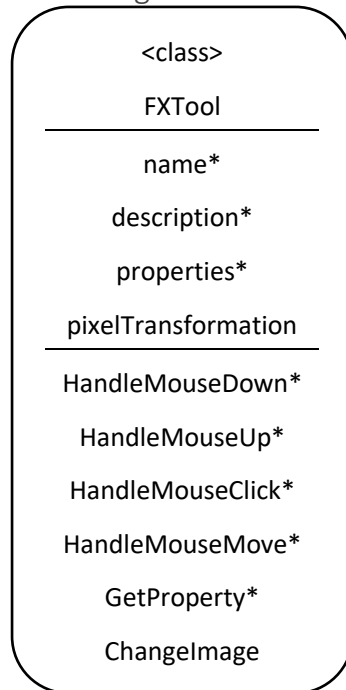 <class>
FXTool
name*
description*
properties*
pixelTransformation
HandleMouseDown*
HandleMouseUp*
HandleMouseClick*
HandleMouseMove*
GetProperty*
ChangeImage